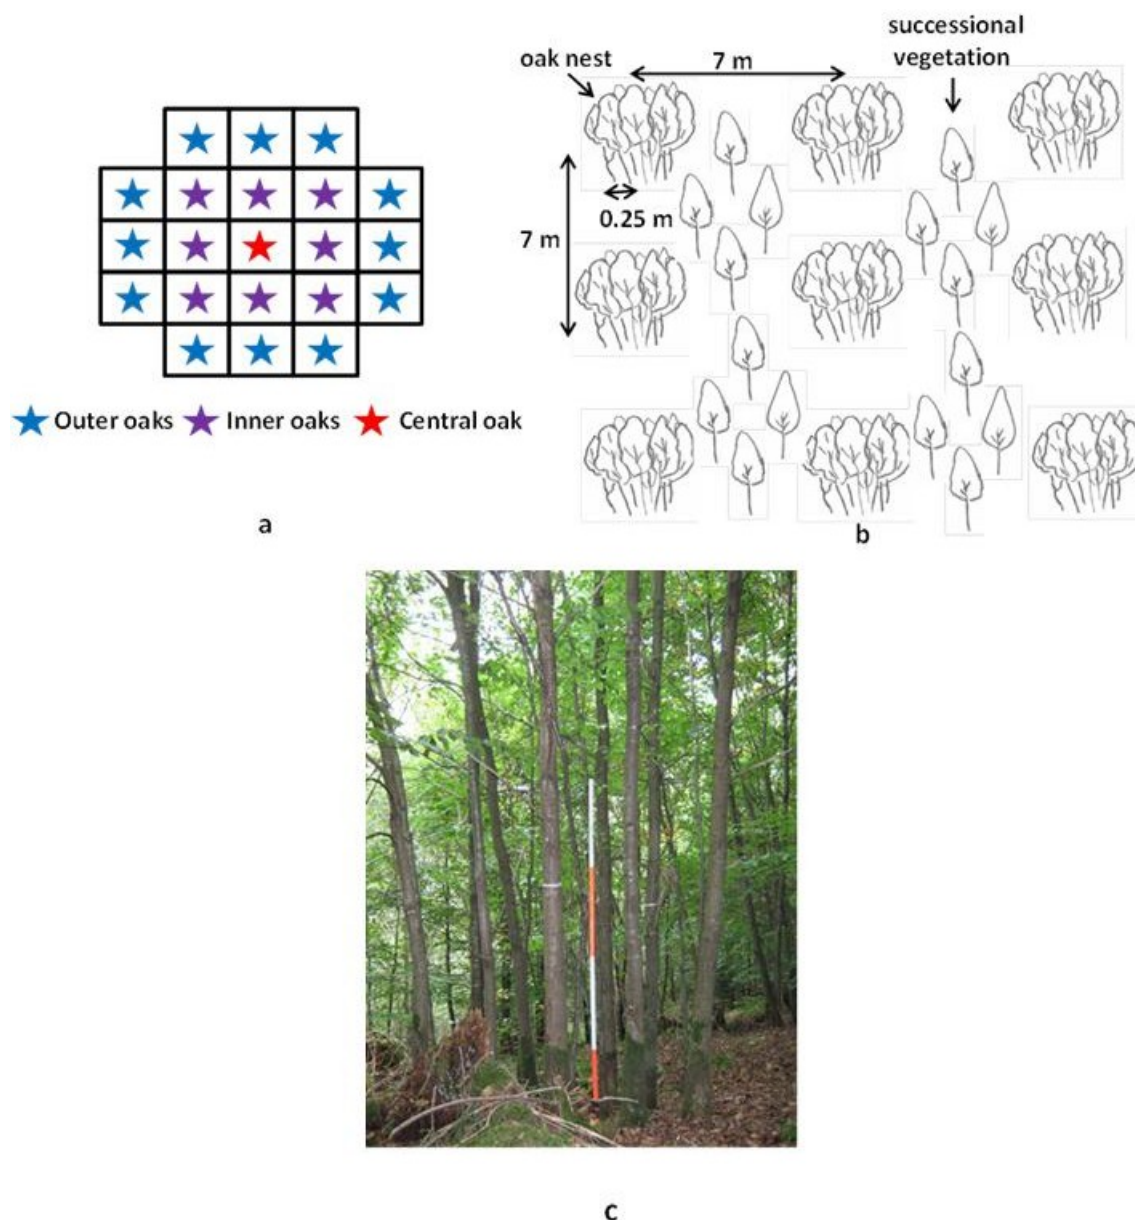 successional
vegetation
oak nest
7 m
0.25 m
7 m
Outer oaks Inner oaks Central oak
a
b
c